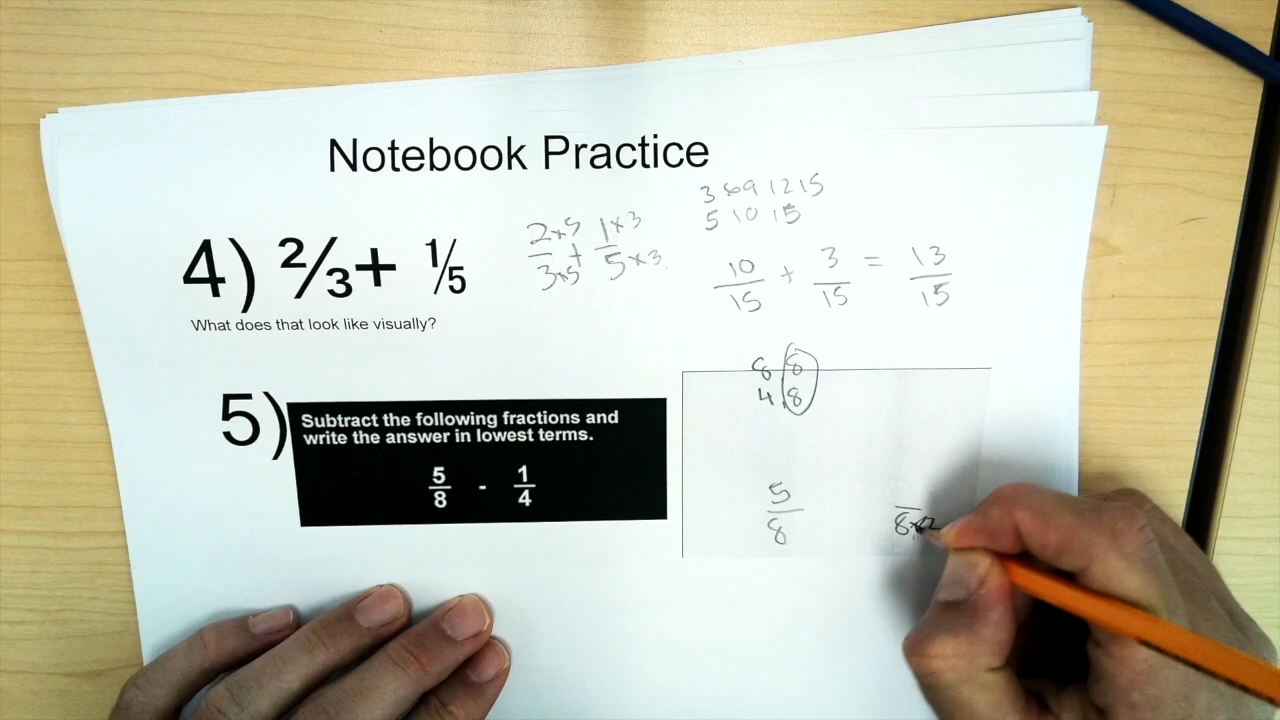 Notebook Practice
3 6 9 12 15
5 10 15
4) ⅔ + ⅕
2×5 + 1×3
3×5 5×3
10/15 + 3/15 = 13/15
What does that look like visually?
8 8
4 8
5)
Subtract the following fractions and
write the answer in lowest terms.
5/8 - 1/4
5/8
8